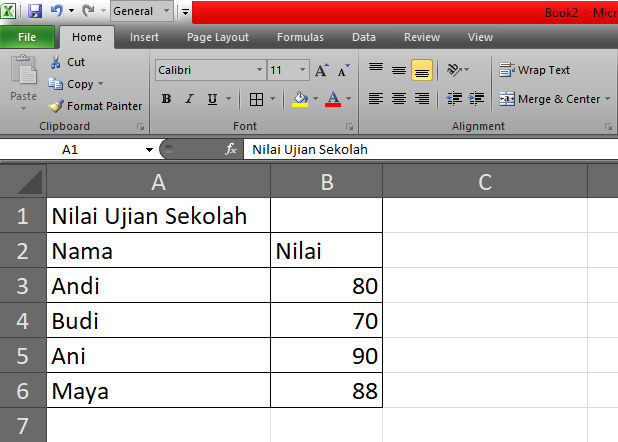 General
Book2 - Micr
File Home Insert Page Layout Formulas Data Review View
Paste
Cut
Copy
Format Painter
Clipboard
Calibri 11
B I U A
Font
Wrap Text
Merge & Center
Alignment
A1 fx Nilai Ujian Sekolah
A B C
1 Nilai Ujian Sekolah
2 Nama Nilai
3 Andi 80
4 Budi 70
5 Ani 90
6 Maya 88
7